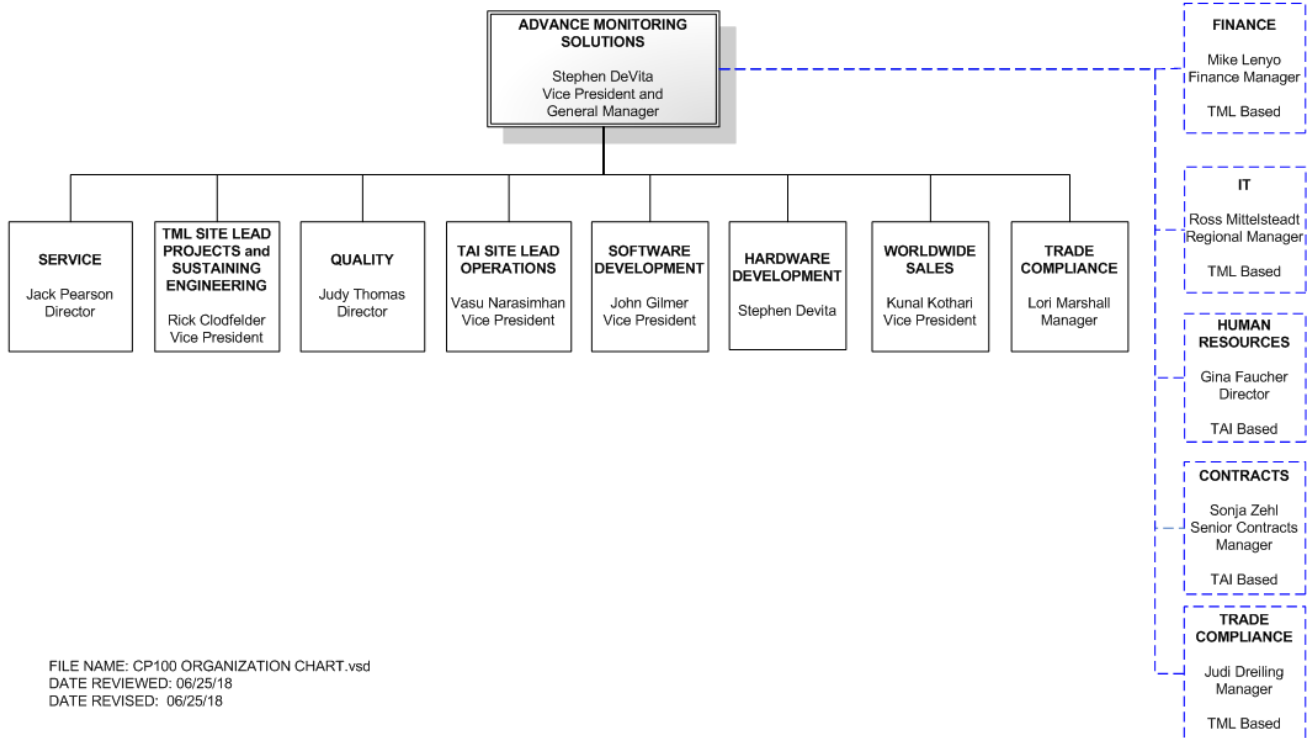 ADVANCE MONITORING
SOLUTIONS
Stephen DeVita
Vice President and
General Manager
SERVICE
Jack Pearson
Director
TML SITE LEAD
PROJECTS and
SUSTAINING
ENGINEERING
Rick Clodfelder
Vice President
QUALITY
Judy Thomas
Director
TAI SITE LEAD
OPERATIONS
Vasu Narasimhan
Vice President
SOFTWARE
DEVELOPMENT
John Gilmer
Vice President
HARDWARE
DEVELOPMENT
Stephen Devita
WORLDWIDE
SALES
Kunal Kothari
Vice President
TRADE
COMPLIANCE
Lori Marshall
Manager
FINANCE
Mike Lenyo
Finance Manager
TML Based
IT
Ross Mittelsteadt
Regional Manager
TML Based
HUMAN
RESOURCES
Gina Faucher
Director
TAI Based
CONTRACTS
Sonja Zehl
Senior Contracts
Manager
TAI Based
TRADE
COMPLIANCE
Judi Dreiling
Manager
TML Based
FILE NAME: CP100 ORGANIZATION CHART.vsd
DATE REVIEWED: 06/25/18
DATE REVISED: 06/25/18